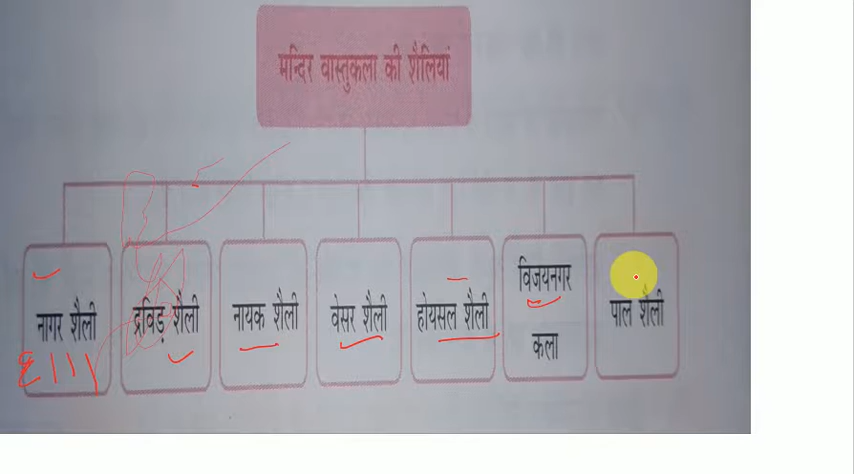 मन्दिर वास्तुकला की शैलियां
नागर शैली
द्रविड़ शैली
नायक शैली
वेसर शैली
होयसल शैली
विजयनगर
कला
पाल शैली